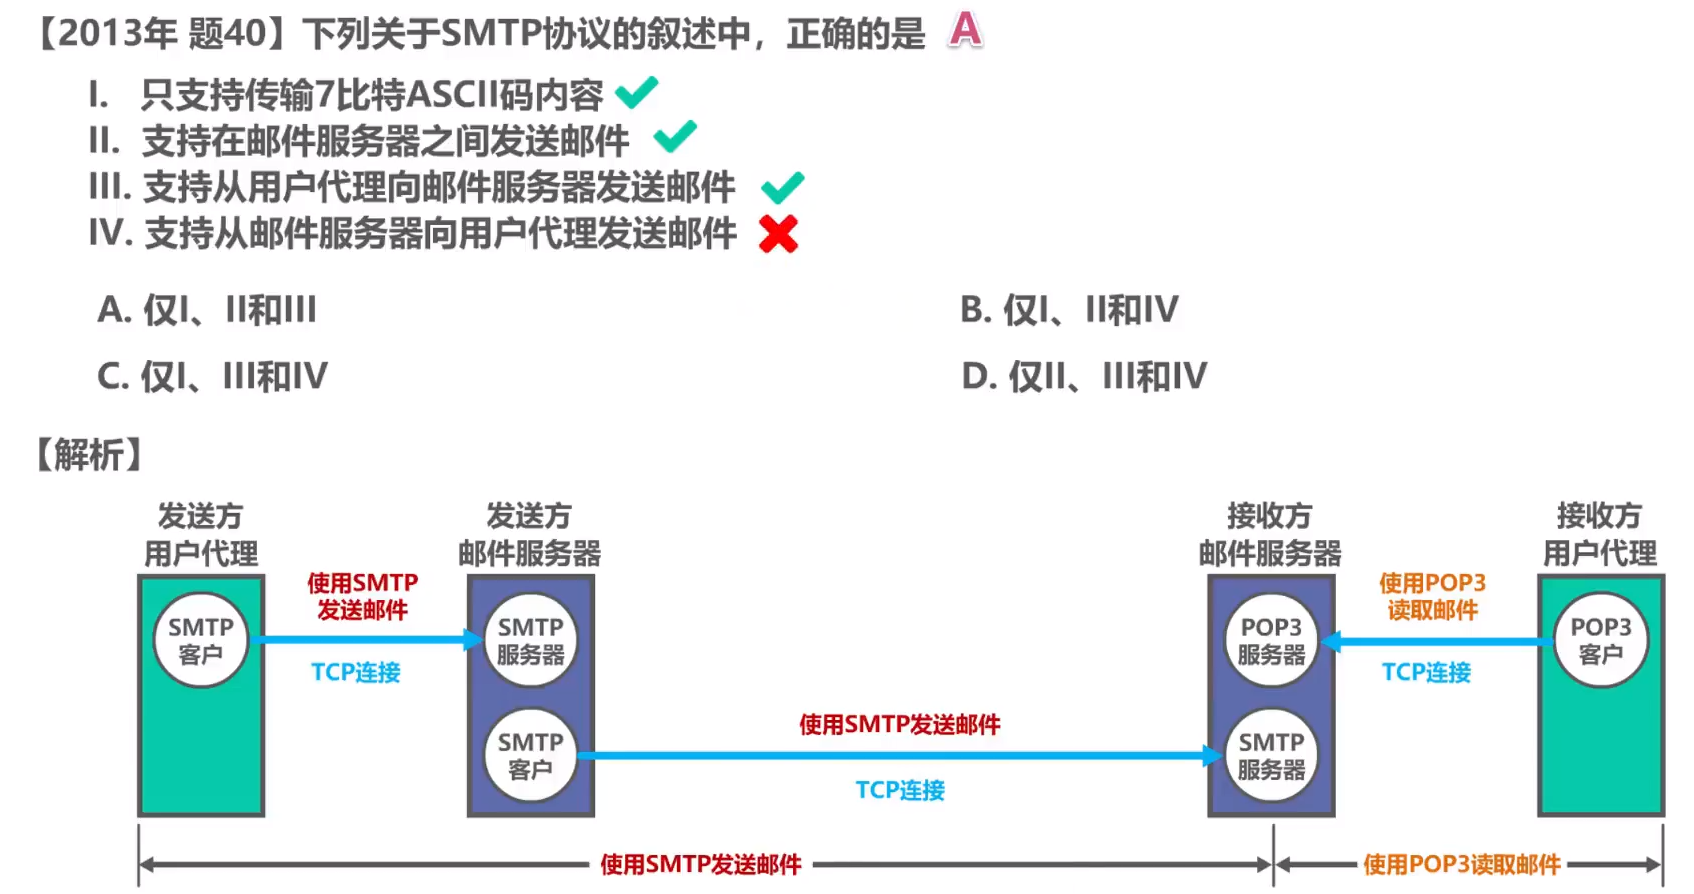 【2013年 题40】下列关于SMTP协议的叙述中，正确的是 A
I. 只支持传输7比特ASCII码内容
II. 支持在邮件服务器之间发送邮件
III. 支持从用户代理向邮件服务器发送邮件
IV. 支持从邮件服务器向用户代理发送邮件
A. 仅I、II和III
B. 仅I、II和IV
C. 仅I、III和IV
D. 仅II、III和IV
【解析】
发送方
用户代理
发送方
邮件服务器
接收方
邮件服务器
接收方
用户代理
SMTP
客户
使用SMTP
发送邮件
TCP连接
SMTP
服务器
POP3
服务器
使用POP3
读取邮件
TCP连接
POP3
客户
SMTP
客户
使用SMTP发送邮件
TCP连接
SMTP
服务器
使用SMTP发送邮件
使用POP3读取邮件